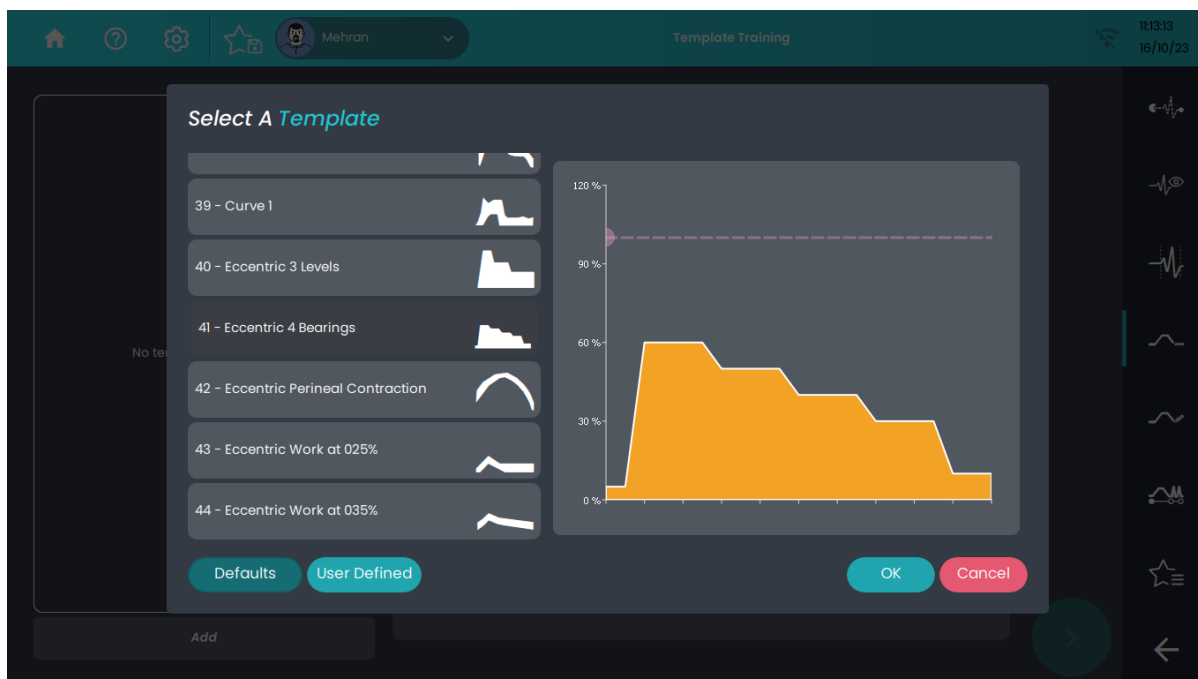 Mehran
Template Training
11:13:13
16/10/23
Select A Template
39 - Curve 1
40 - Eccentric 3 Levels
41 - Eccentric 4 Bearings
42 - Eccentric Perineal Contraction
43 - Eccentric Work at 025%
44 - Eccentric Work at 035%
120 %
90 %
60 %
30 %
0 %
No te
Defaults
User Defined
OK
Cancel
Add